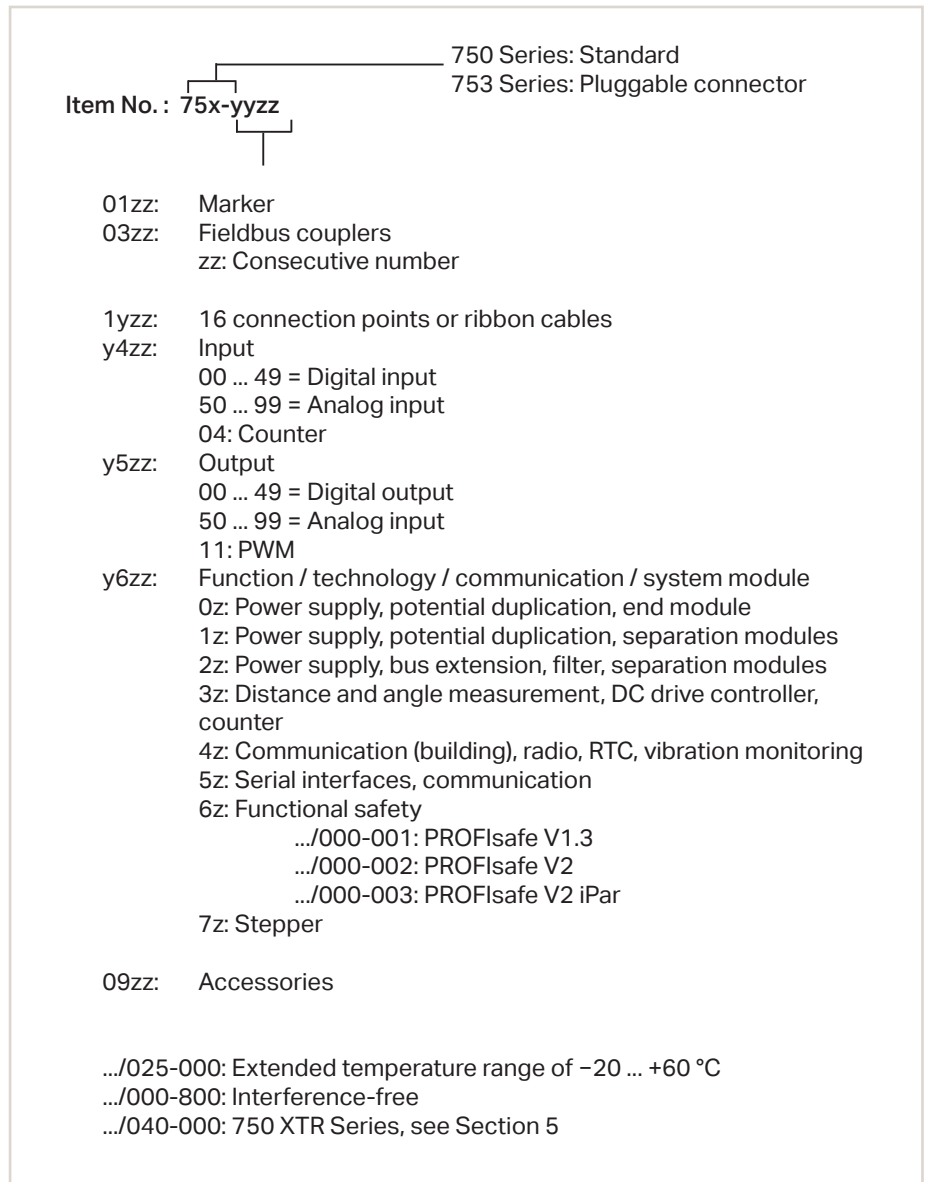 750 Series: Standard
753 Series: Pluggable connector
Item No. : 75x-yyzz
01zz: Marker
03zz: Fieldbus couplers
zz: Consecutive number
1yzz: 16 connection points or ribbon cables
y4zz: Input
00 ... 49 = Digital input
50 ... 99 = Analog input
04: Counter
y5zz: Output
00 ... 49 = Digital output
50 ... 99 = Analog input
11: PWM
y6zz: Function / technology / communication / system module
0z: Power supply, potential duplication, end module
1z: Power supply, potential duplication, separation modules
2z: Power supply, bus extension, filter, separation modules
3z: Distance and angle measurement, DC drive controller,
counter
4z: Communication (building), radio, RTC, vibration monitoring
5z: Serial interfaces, communication
6z: Functional safety
.../000-001: PROFIsafe V1.3
.../000-002: PROFIsafe V2
.../000-003: PROFIsafe V2 iPar
7z: Stepper
09zz: Accessories
.../025-000: Extended temperature range of −20 ... +60 °C
.../000-800: Interference-free
.../040-000: 750 XTR Series, see Section 5